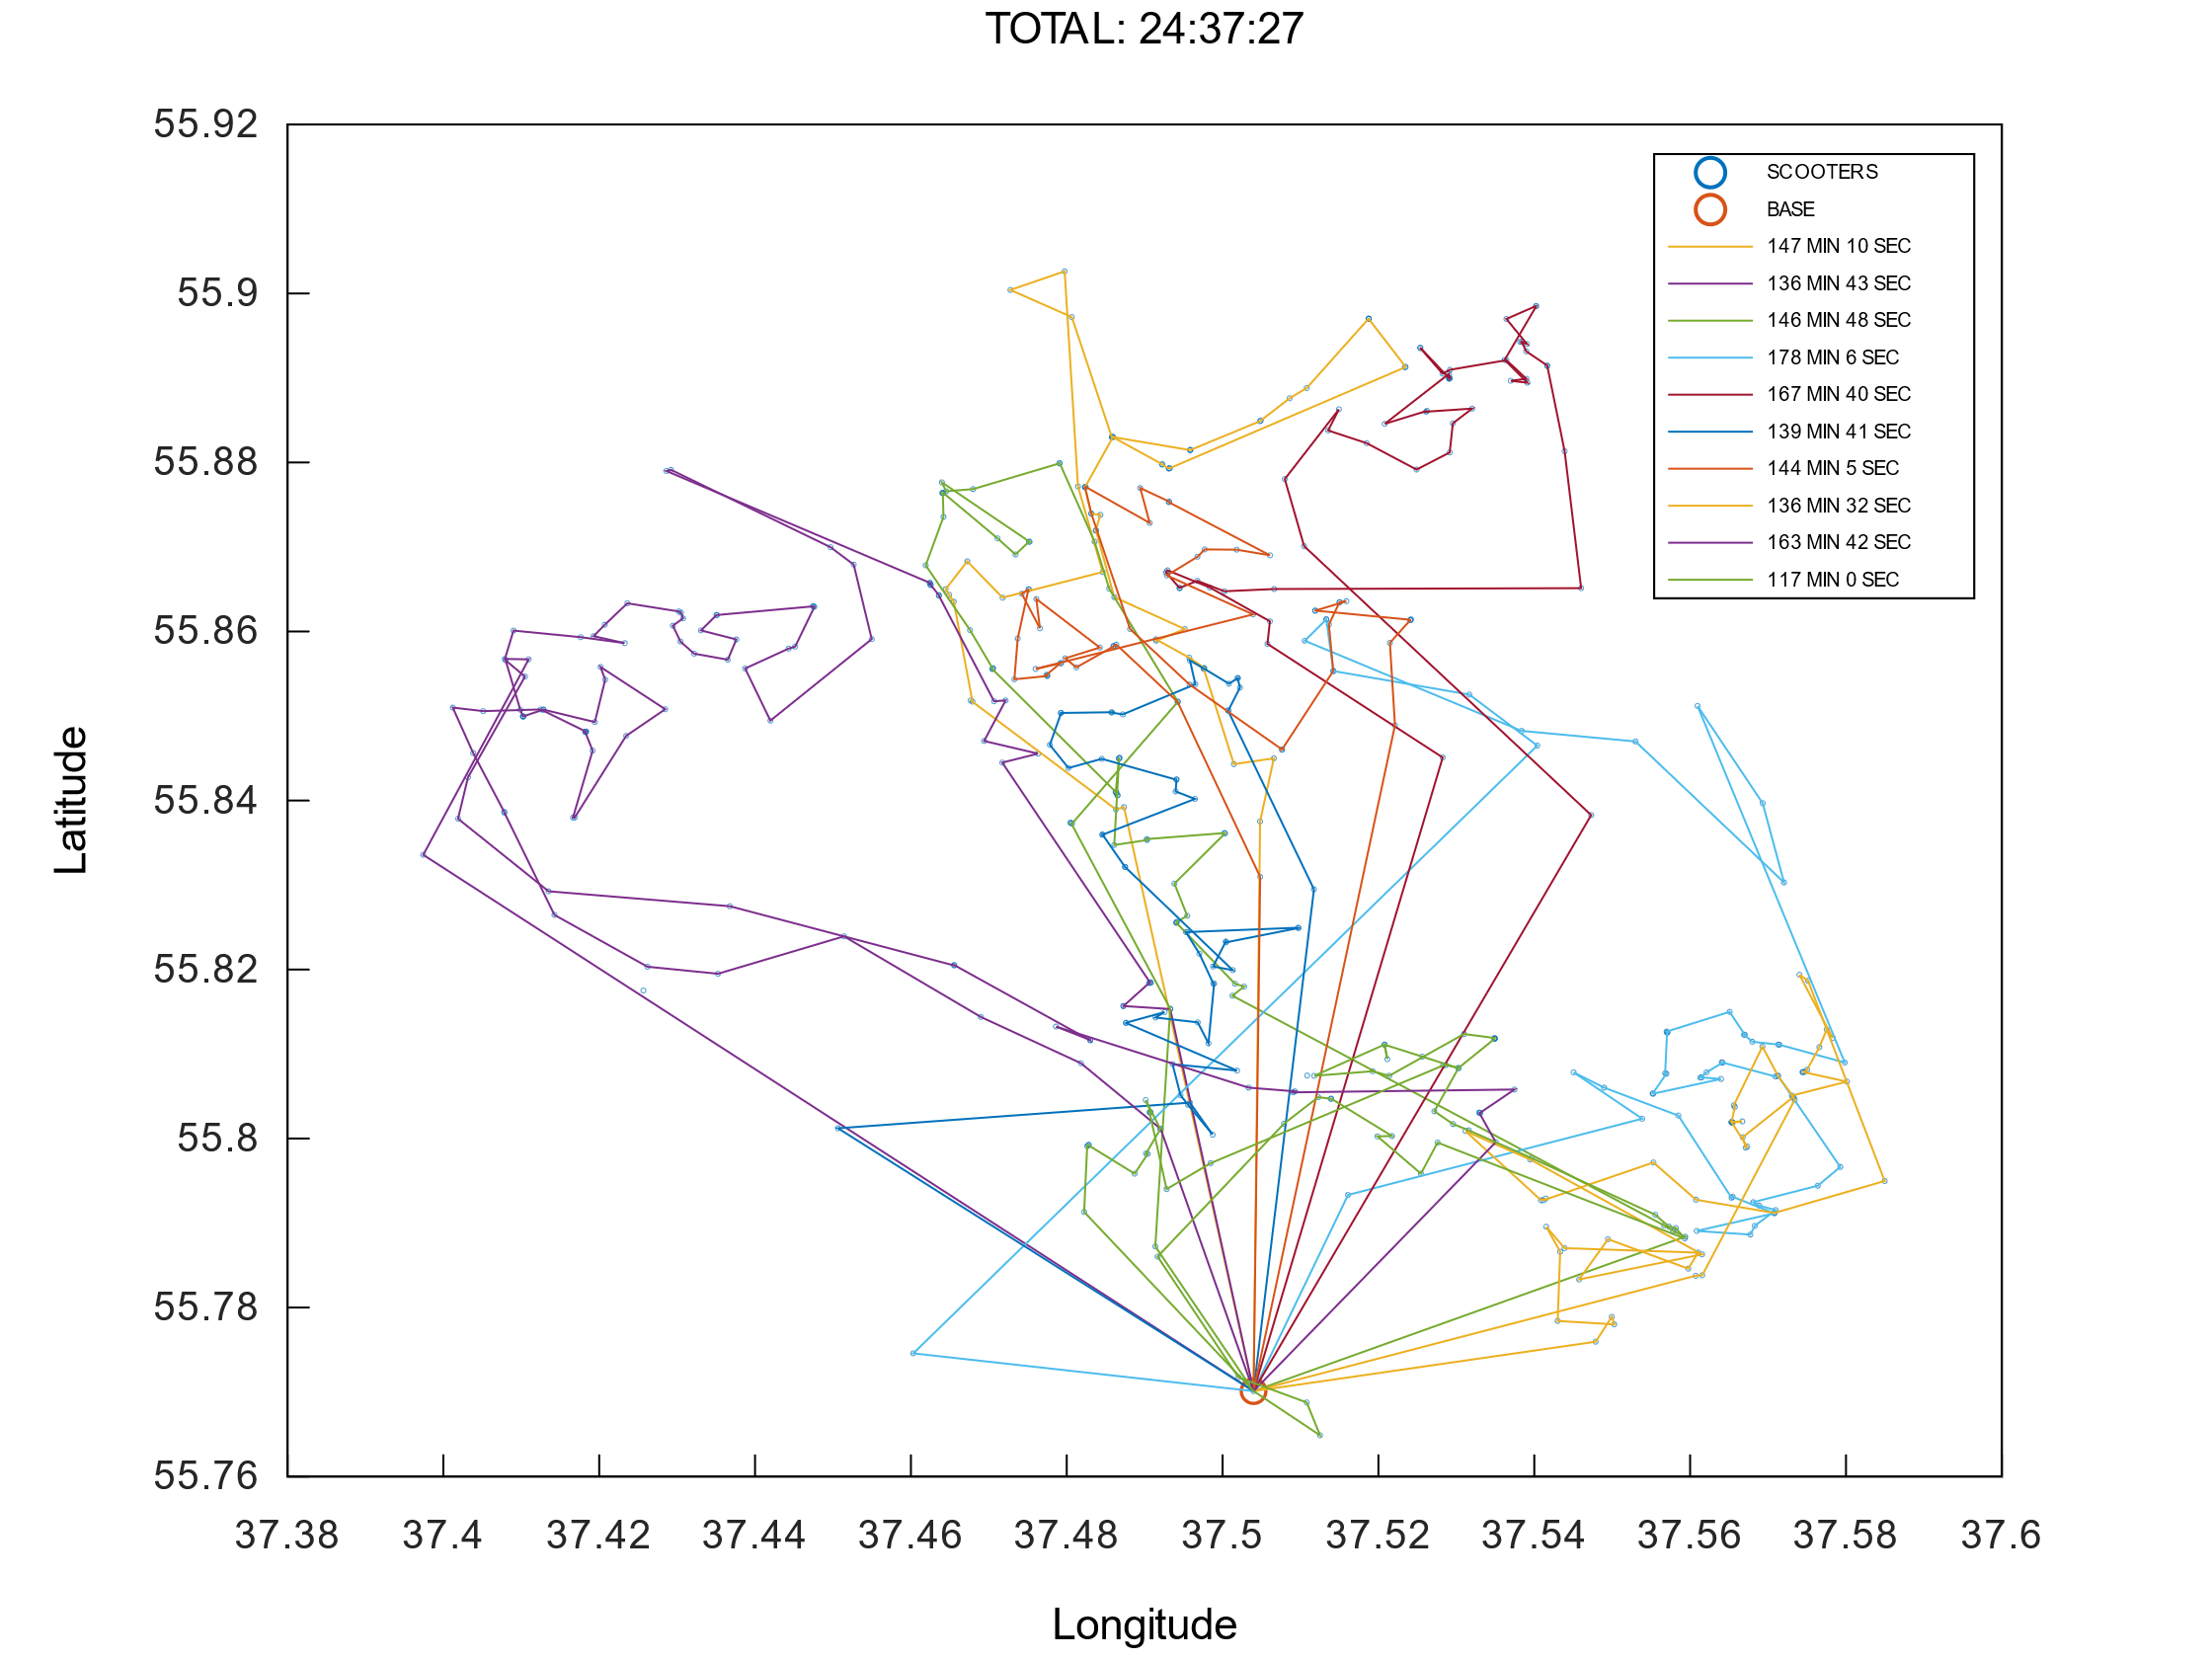 TOTAL: 24:37:27
55.92
55.9
55.88
55.86
55.84
55.82
55.8
55.78
55.76
Latitude
SCOOTERS
BASE
147 MIN 10 SEC
136 MIN 43 SEC
146 MIN 48 SEC
178 MIN 6 SEC
167 MIN 40 SEC
139 MIN 41 SEC
144 MIN 5 SEC
136 MIN 32 SEC
163 MIN 42 SEC
117 MIN 0 SEC
37.38 37.4 37.42 37.44 37.46 37.48 37.5 37.52 37.54 37.56 37.58 37.6
Longitude